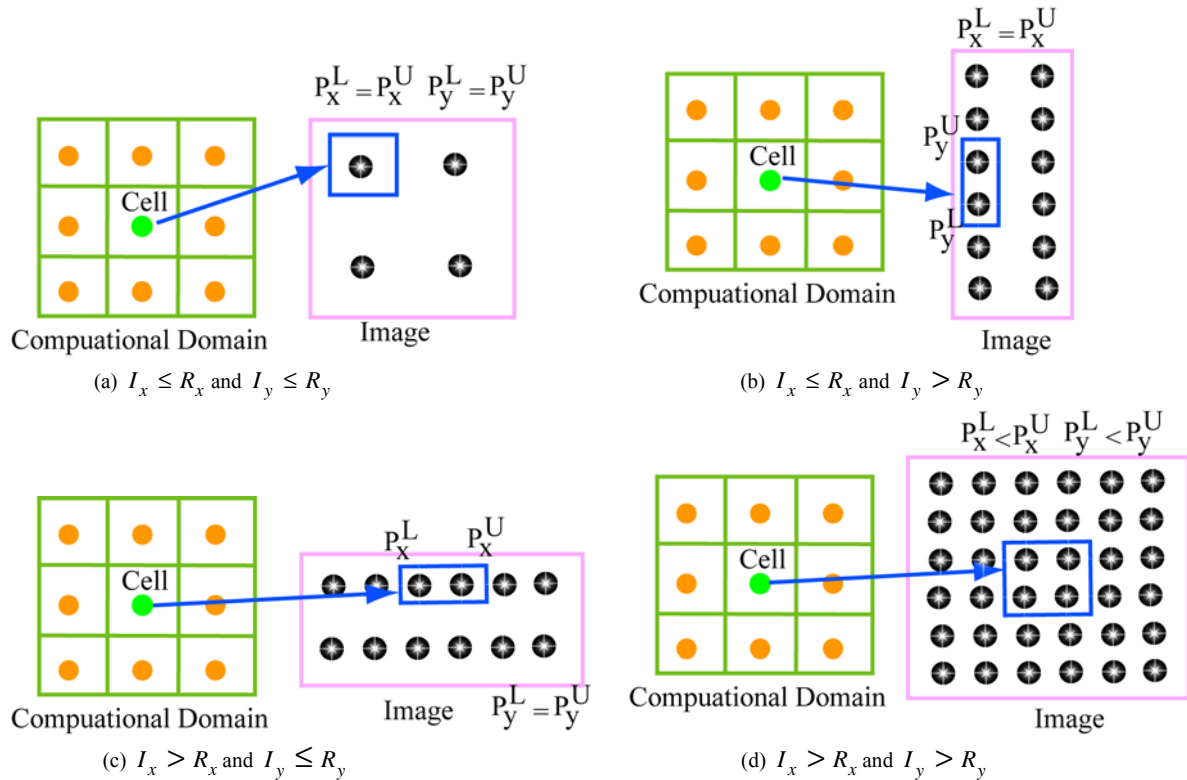 P_x^L = P_x^U P_y^L = P_y^U
Cell
Compuational Domain
Image
(a) I_x ≤ R_x and I_y ≤ R_y
P_x^L = P_x^U
P_y^U
Cell
P_y^L
Compuational Domain
Image
(b) I_x ≤ R_x and I_y > R_y
P_x^L
P_x^U
Cell
Compuational Domain
Image
P_y^L = P_y^U
(c) I_x > R_x and I_y ≤ R_y
P_x^L < P_x^U P_y^L < P_y^U
Cell
Compuational Domain
Image
(d) I_x > R_x and I_y > R_y